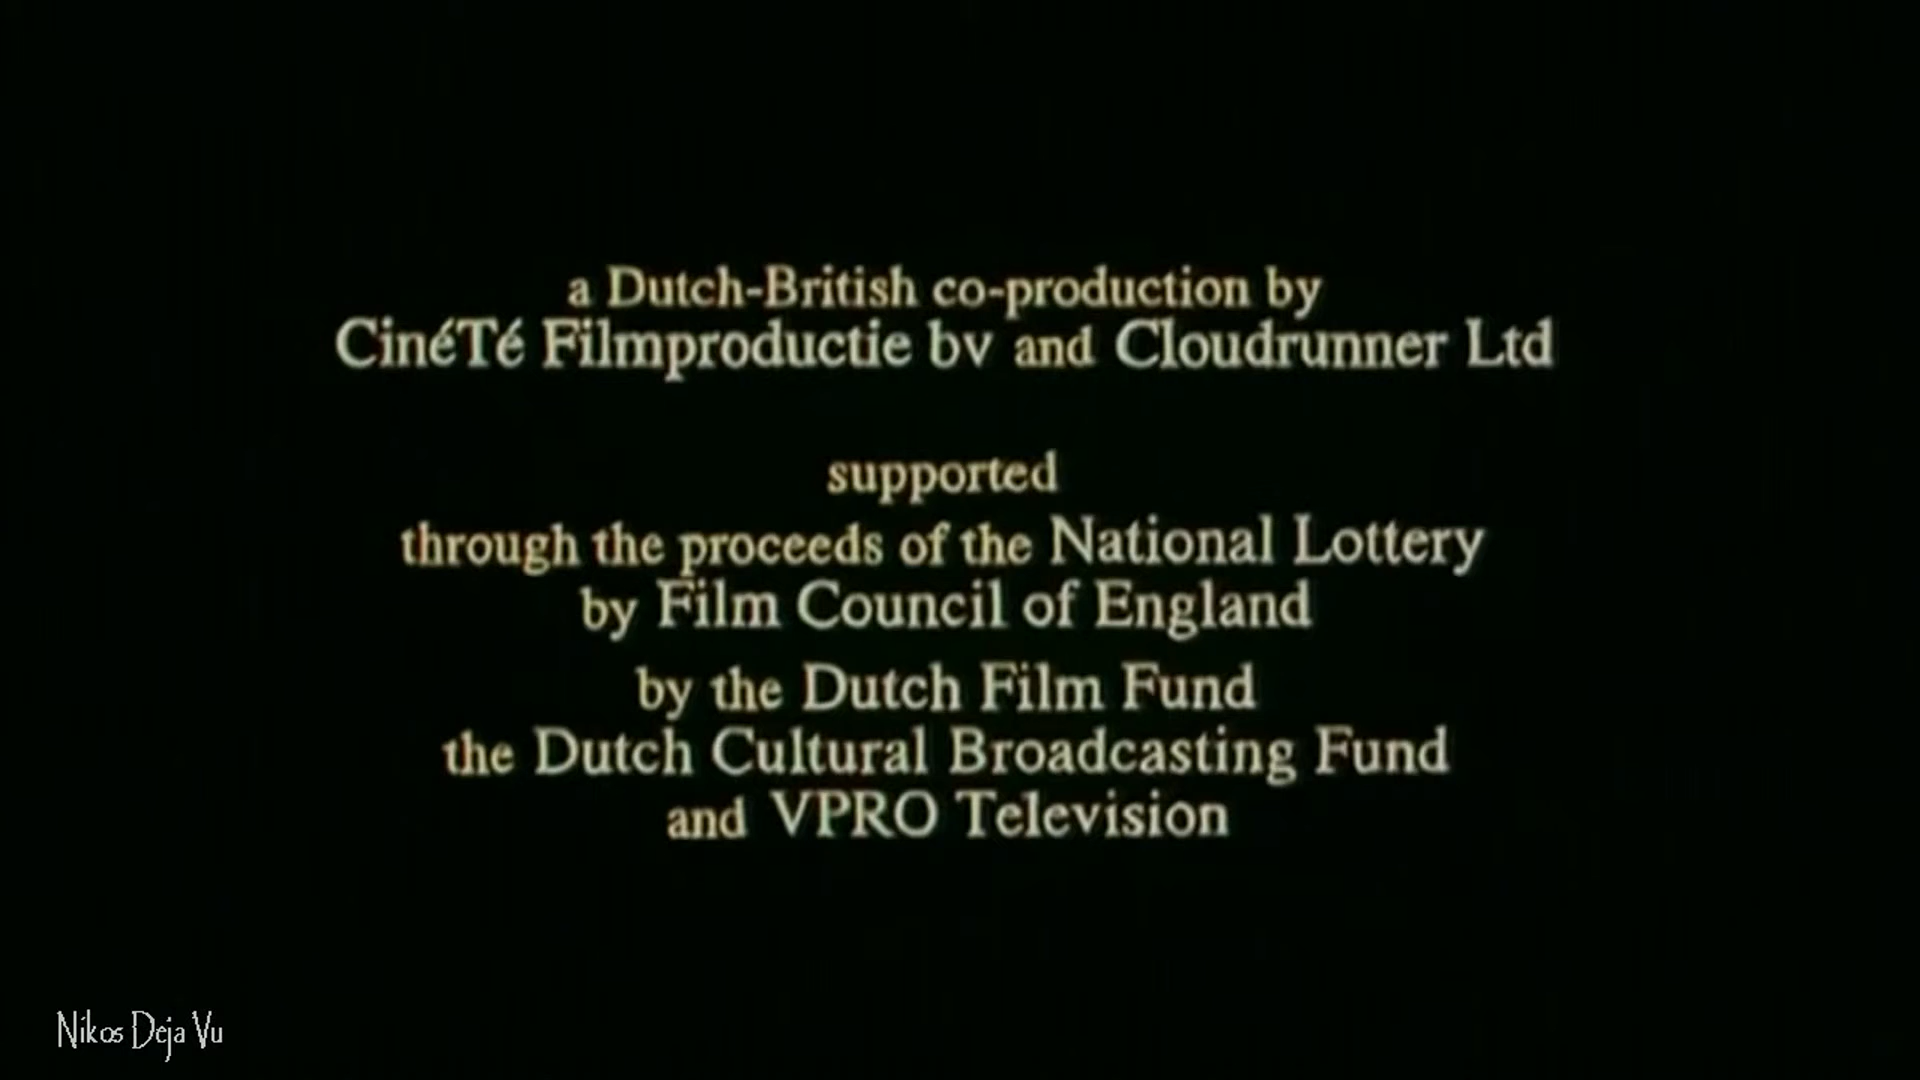 a Dutch-British co-production by
CinéTé Filmproductie bv and Cloudrunner Ltd
supported
through the proceeds of the National Lottery
by Film Council of England
by the Dutch Film Fund
the Dutch Cultural Broadcasting Fund
and VPRO Television
Nikos Deja Vu